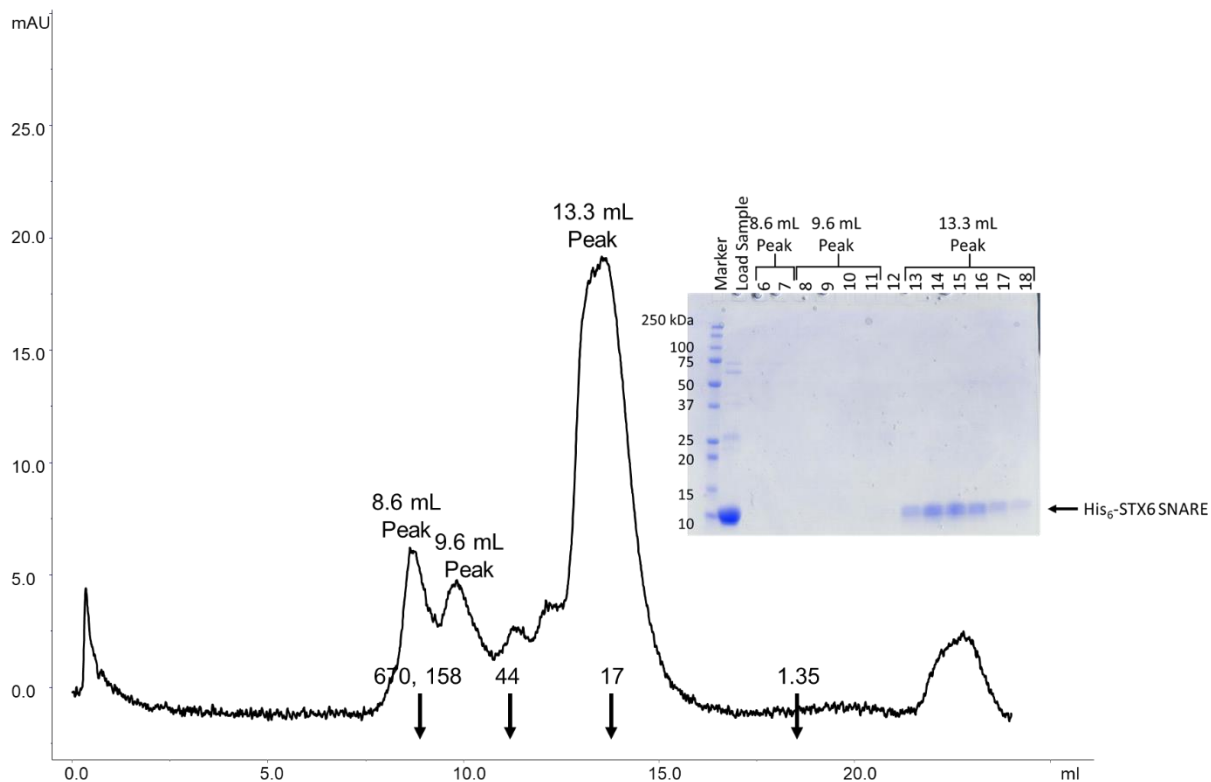 mAU
30.0
25.0
20.0
15.0
10.0
5.0
0.0
0.0
5.0
10.0
15.0
20.0
ml
8.6 mL
Peak
9.6 mL
Peak
13.3 mL
Peak
670, 158
44
17
1.35
Marker
Load Sample
8.6 mL
Peak
9.6 mL
Peak
13.3 mL
Peak
6
7
8
9
10
11
12
13
14
15
16
17
18
250 kDa
100
75
50
37
25
20
15
10
His₆-STX6 SNARE